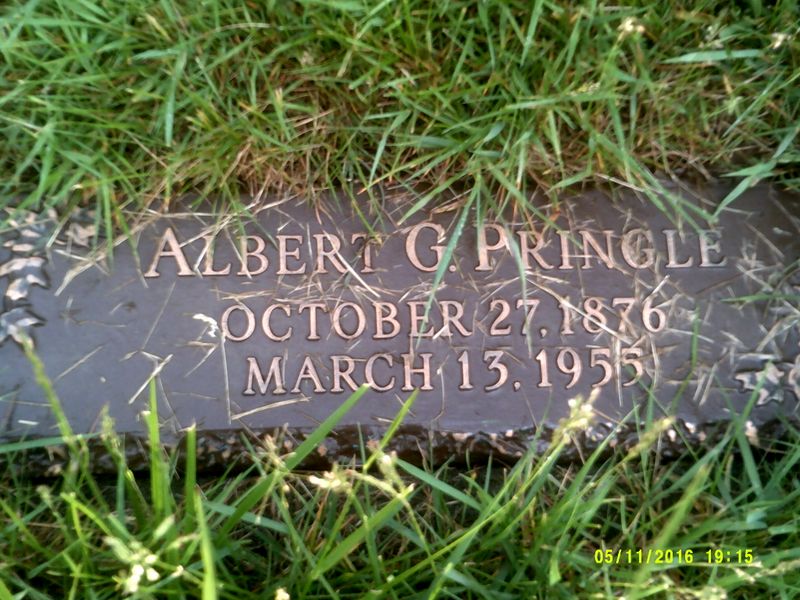 ALBERT G. PRINGLE
OCTOBER 27, 1876
MARCH 13, 1955
05/11/2016 19:15